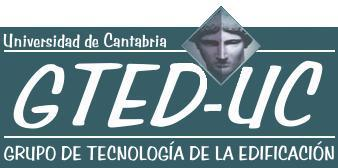 Universidad de Cantabria
GTED-UC
GRUPO DE TECNOLOGÍA DE LA EDIFICACIÓN